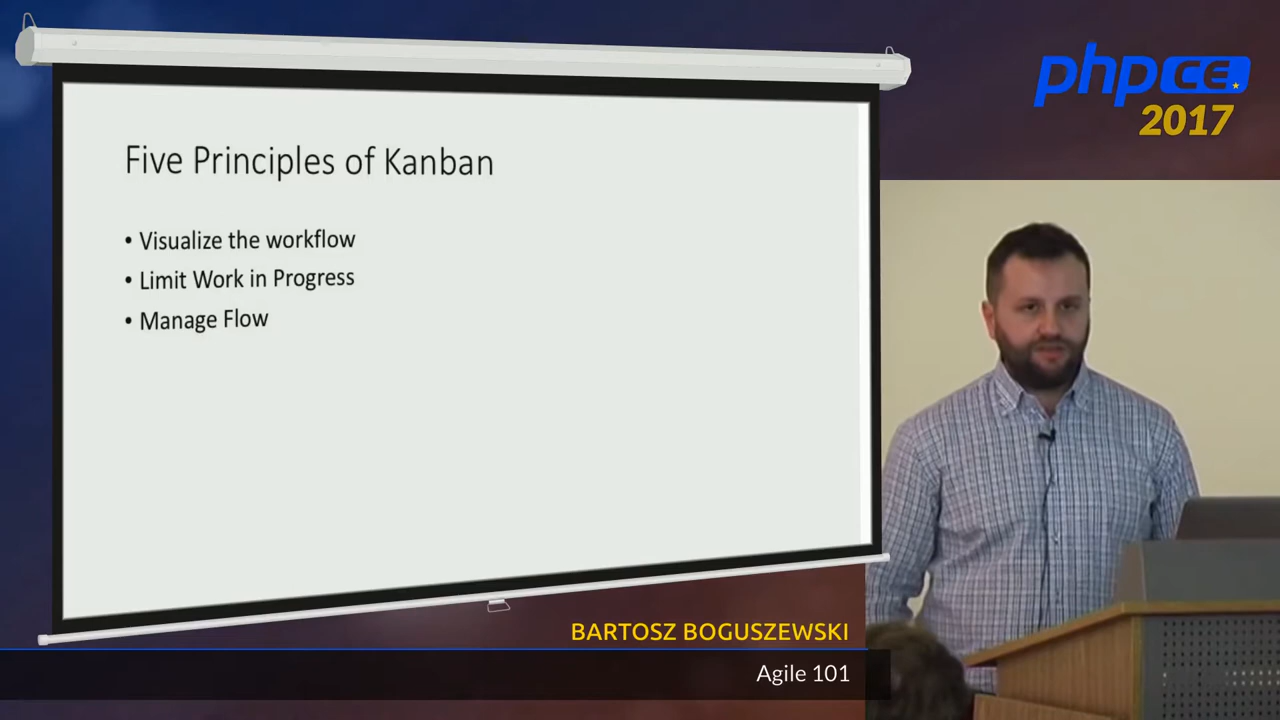 phpce
2017
Five Principles of Kanban
• Visualize the workflow
• Limit Work in Progress
• Manage Flow
BARTOSZ BOGUSZEWSKI
Agile 101